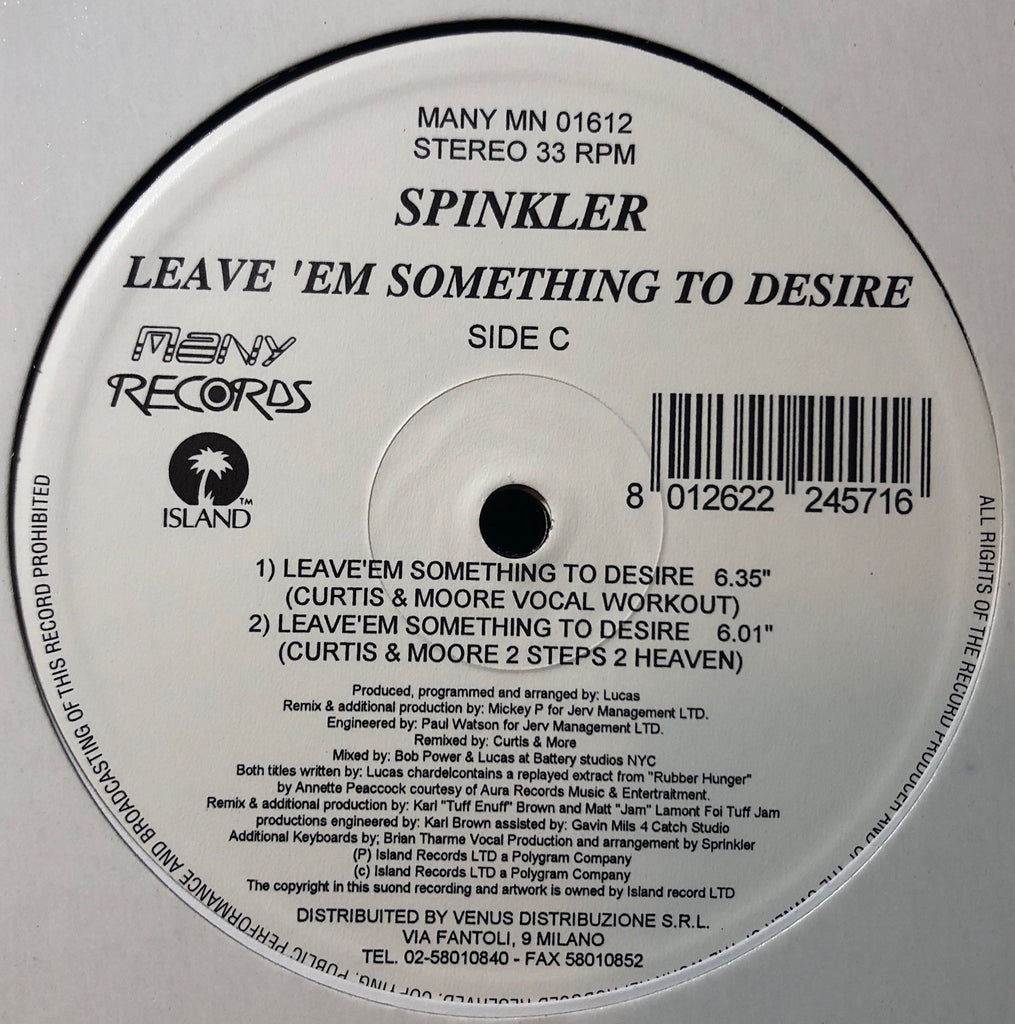 MANY MN 01612
STEREO 33 RPM
SPINKLER
LEAVE 'EM SOMETHING TO DESIRE
SIDE C
MANY
RECORDS
ISLAND™
8 012622 245716
1) LEAVE'EM SOMETHING TO DESIRE 6.35"
(CURTIS & MOORE VOCAL WORKOUT)
2) LEAVE'EM SOMETHING TO DESIRE 6.01"
(CURTIS & MOORE 2 STEPS 2 HEAVEN)
Produced, programmed and arranged by: Lucas
Remix & additional production by: Mickey P for Jerv Management LTD.
Engineered by: Paul Watson for Jerv Management LTD.
Remixed by: Curtis & More
Mixed by: Bob Power & Lucas at Battery studios NYC
Both titles written by: Lucas chardelcontains a replayed extract from "Rubber Hunger"
by Annette Peaccock courtesy of Aura Records Music & Entertraitment.
Remix & additional production by: Karl "Tuff Enuff" Brown and Matt "Jam" Lamont Foi Tuff Jam
productions engineered by: Karl Brown assisted by: Gavin Mils 4 Catch Studio
Additional Keyboards by; Brian Tharme Vocal Production and arrangement by Sprinkler
(P) Island Records LTD a Polygram Company
(c) Island Records LTD a Polygram Company
The copyright in this suond recording and artwork is owned by Island record LTD
DISTRIBUITED BY VENUS DISTRIBUZIONE S.R.L.
VIA FANTOLI, 9 MILANO
TEL. 02-58010840 - FAX 58010852
ALL RIGHTS OF THE RECORD PRODUCER AND OF THE
PUBLIC PERFORMANCE AND BROADCASTING OF THIS RECORD PROHIBITED